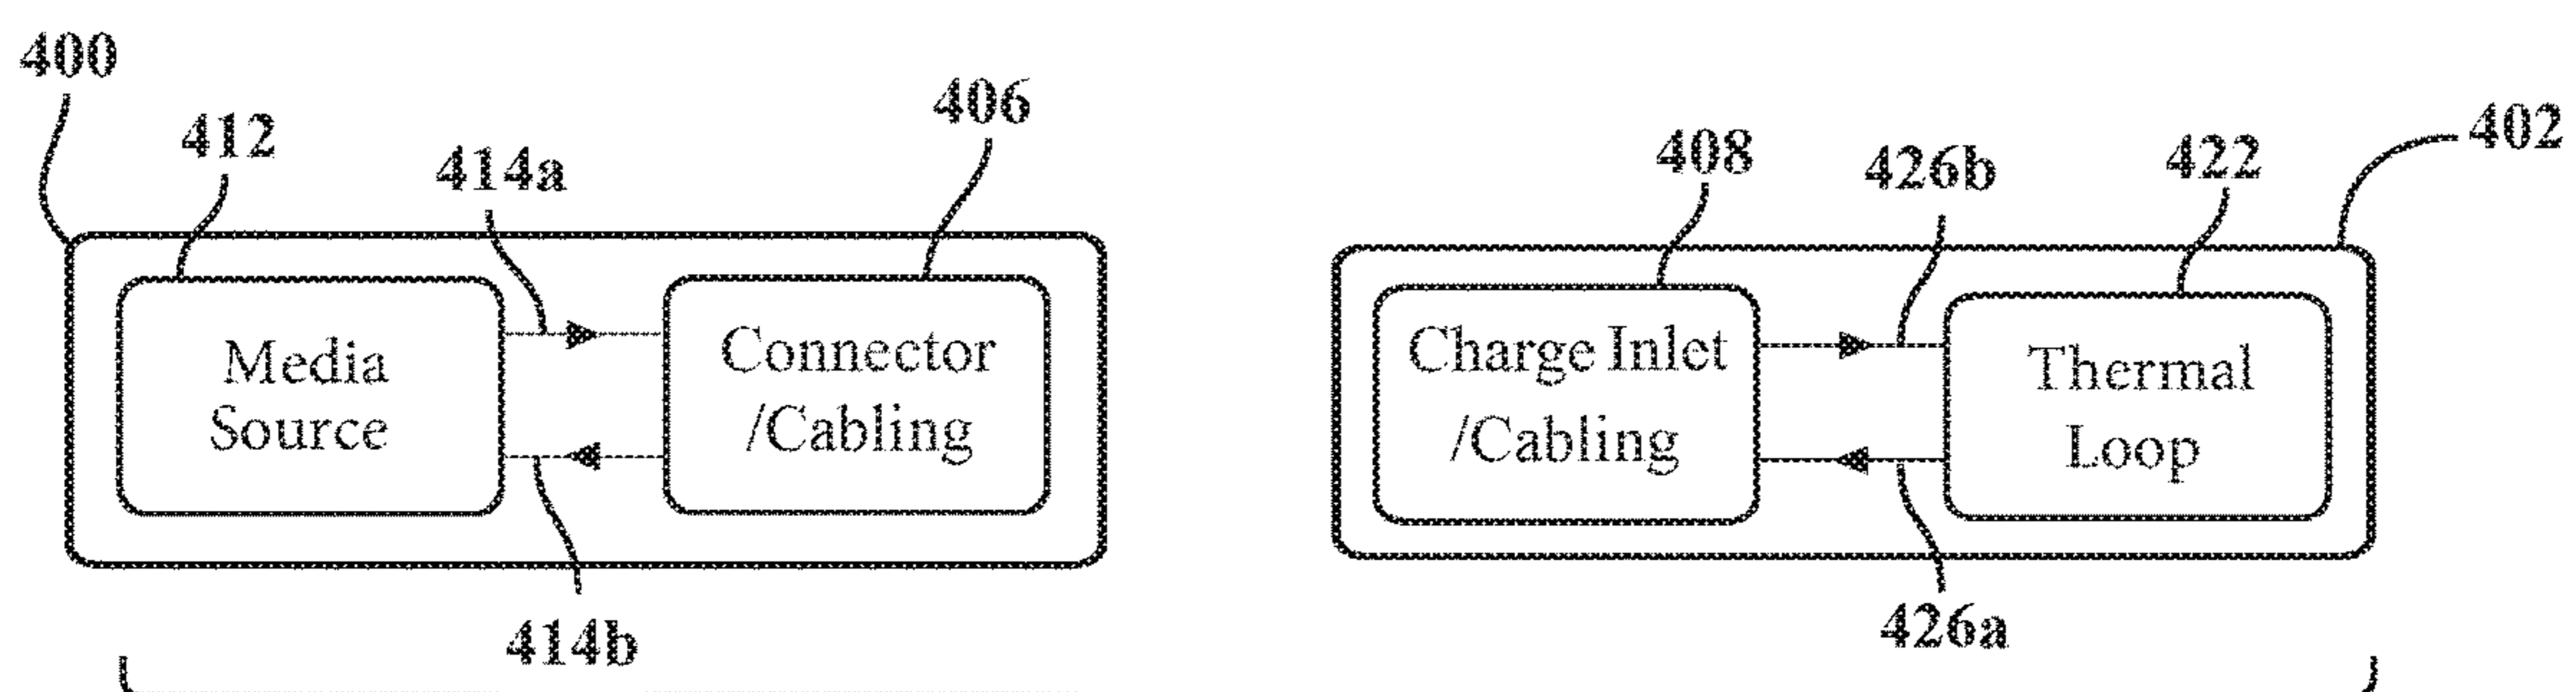 400
412
414a
406
Media
Source
Connector
/Cabling
414b
408
426b
422
402
Charge Inlet
/Cabling
Thermal
Loop
426a